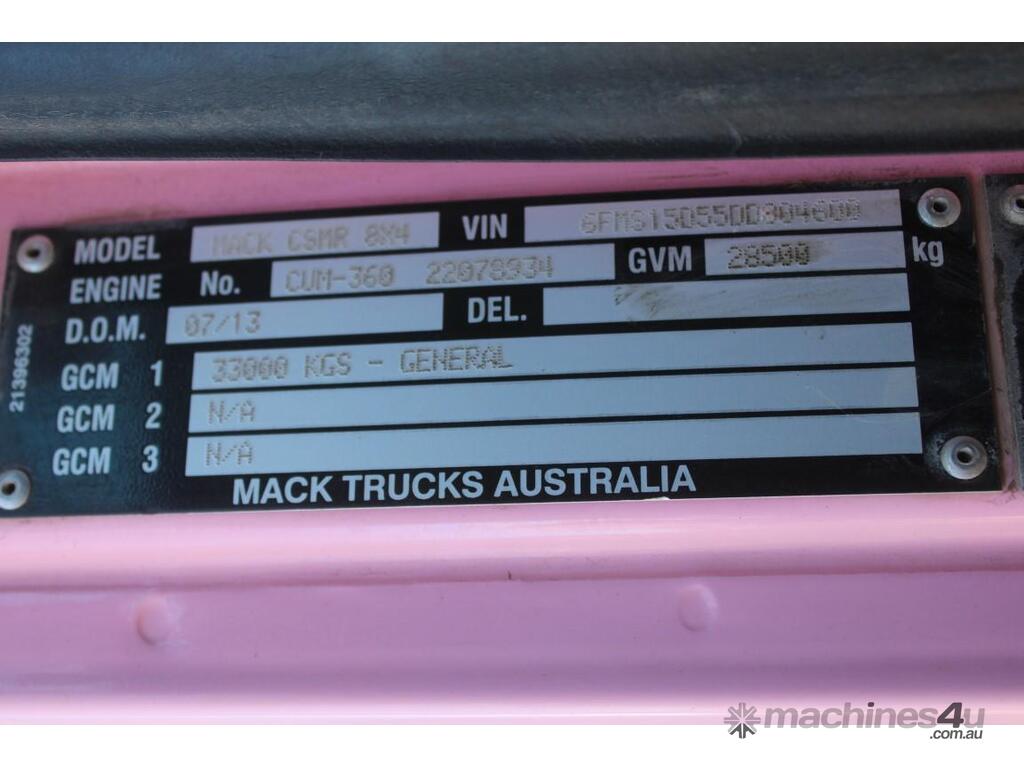 MODEL MACK CSMR 8X4 VIN 6FMS15D55DD804600
ENGINE No. CUM-360 22078934 GVM 28500 kg
D.O.M. 07/13 DEL.
GCM 1 33000 KGS - GENERAL
GCM 2 N/A
GCM 3 N/A
MACK TRUCKS AUSTRALIA
21396302
machines4u
.com.au